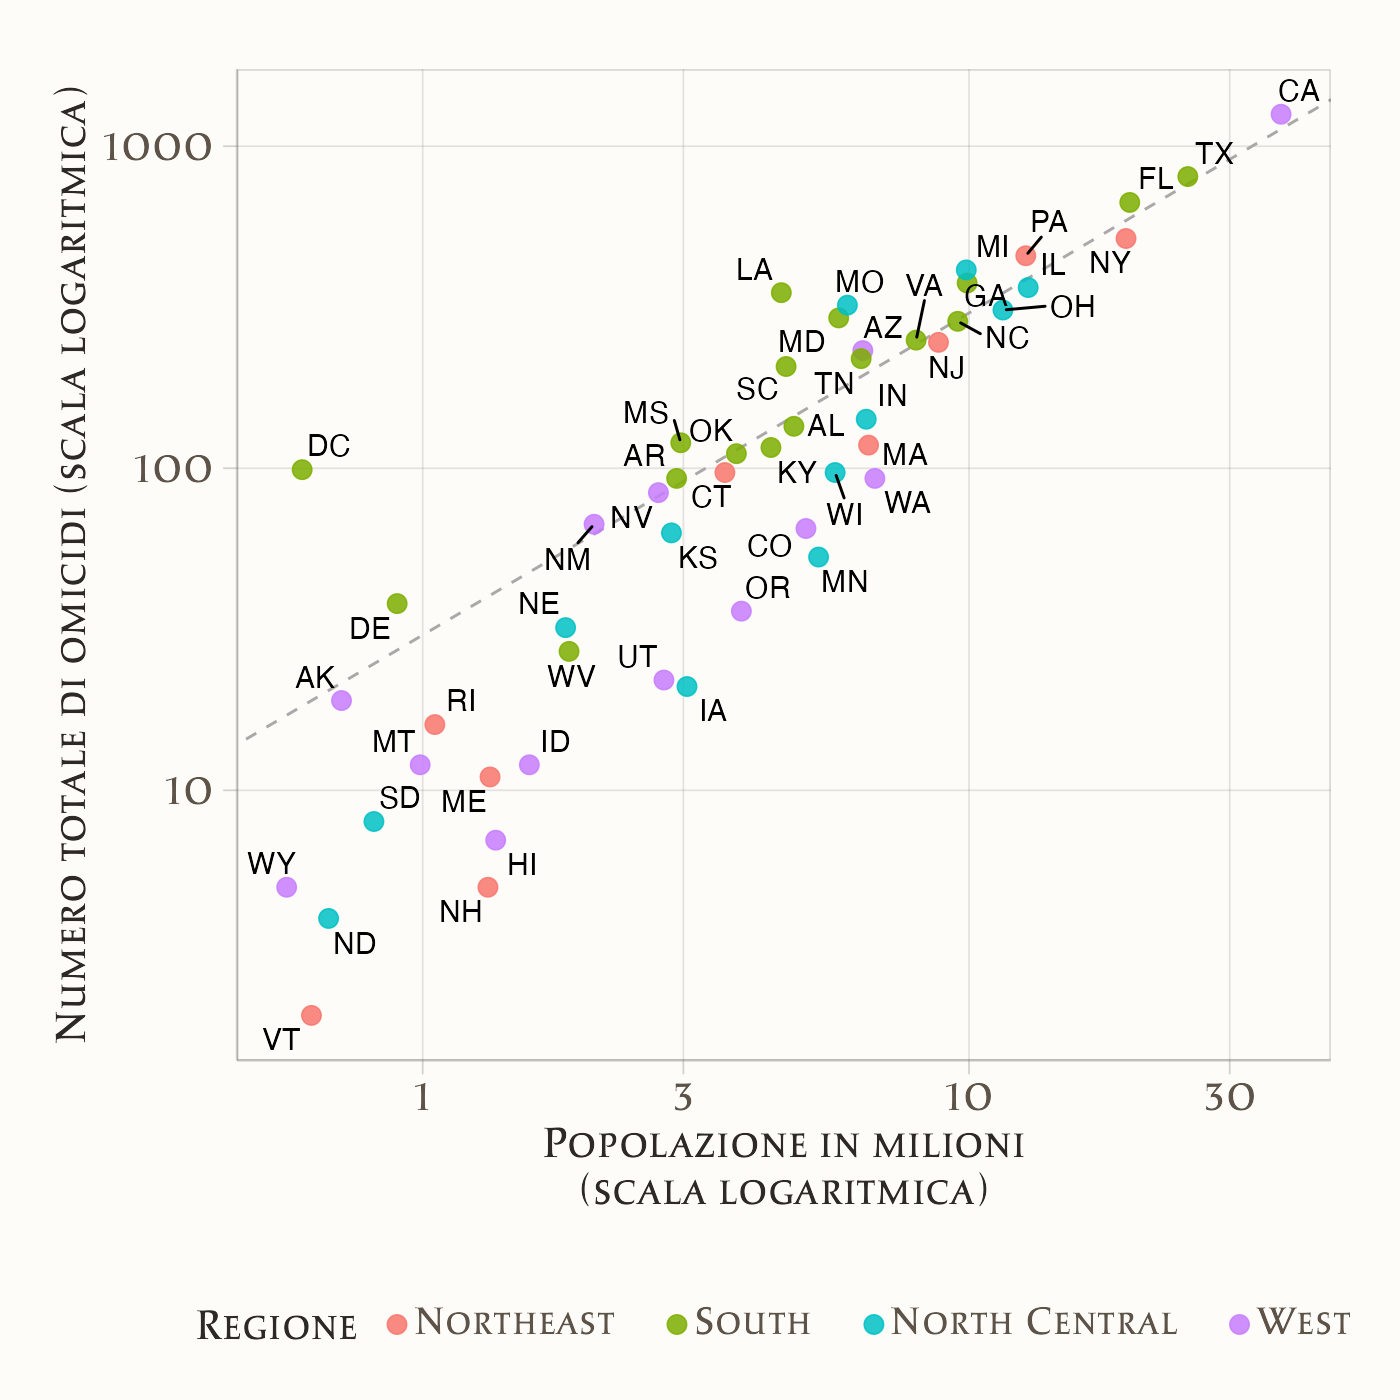 CA
1000
TX
FL
PA
MI
IL
NY
LA
MO
VA
GA
OH
AZ
NC
MD
NJ
SC
TN
IN
MS
OK
AL
DC
AR
MA
100
KY
CT
WA
NV
WI
NM
CO
KS
MN
OR
NE
DE
UT
WV
AK
RI
IA
MT
ID
10
SD
ME
WY
HI
NH
ND
VT
Numero totale di omicidi (scala logaritmica)
1 3 10 30
Popolazione in milioni
(scala logaritmica)
Regione Northeast South North Central West